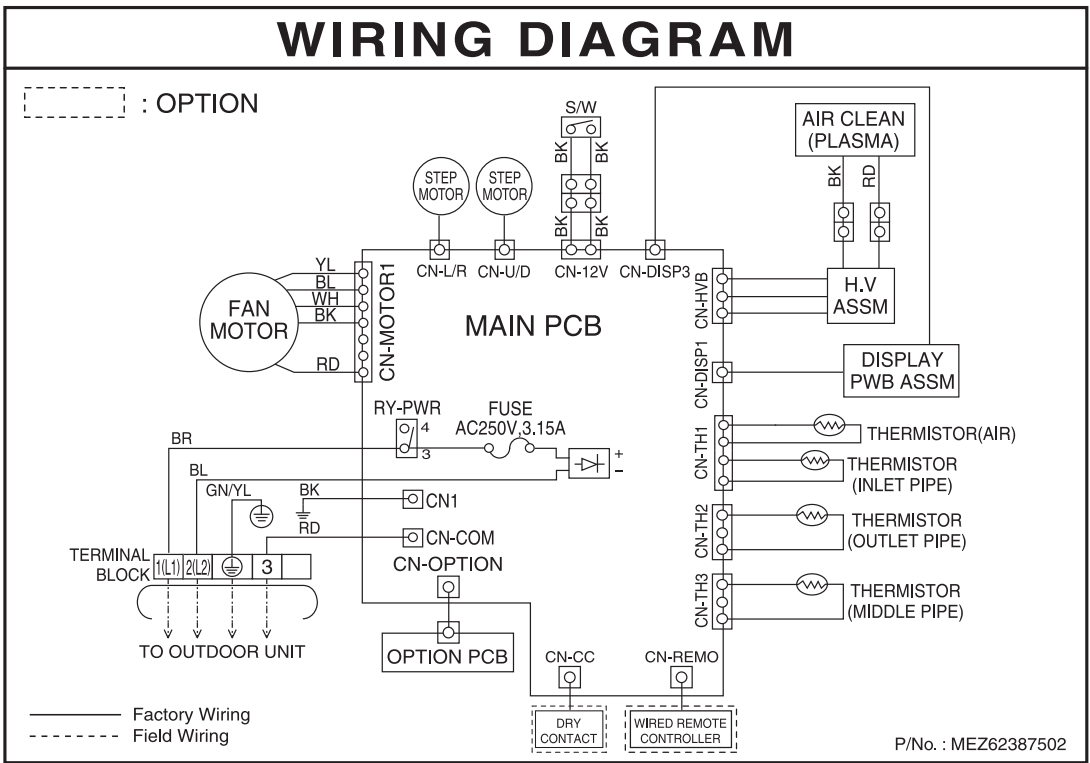 WIRING DIAGRAM
: OPTION
S/W
BK
BK
BK
BK
AIR CLEAN
(PLASMA)
BK
RD
STEP
MOTOR
STEP
MOTOR
CN-L/R
CN-U/D
CN-12V
CN-DISP3
FAN
MOTOR
YL
BL
WH
BK
RD
CN-MOTOR1
MAIN PCB
CN-HVB
H.V
ASSM
CN-DISP1
DISPLAY
PWB ASSM
RY-PWR
4
3
FUSE
AC250V,3.15A
+
-
CN-TH1
THERMISTOR(AIR)
THERMISTOR
(INLET PIPE)
CN-TH2
THERMISTOR
(OUTLET PIPE)
CN-TH3
THERMISTOR
(MIDDLE PIPE)
BR
BL
GN/YL
BK
RD
CN1
CN-COM
TERMINAL
BLOCK
1(L1)
2(L2)
3
TO OUTDOOR UNIT
CN-OPTION
OPTION PCB
CN-CC
CN-REMO
DRY
CONTACT
WIRED REMOTE
CONTROLLER
Factory Wiring
Field Wiring
P/No. : MEZ62387502